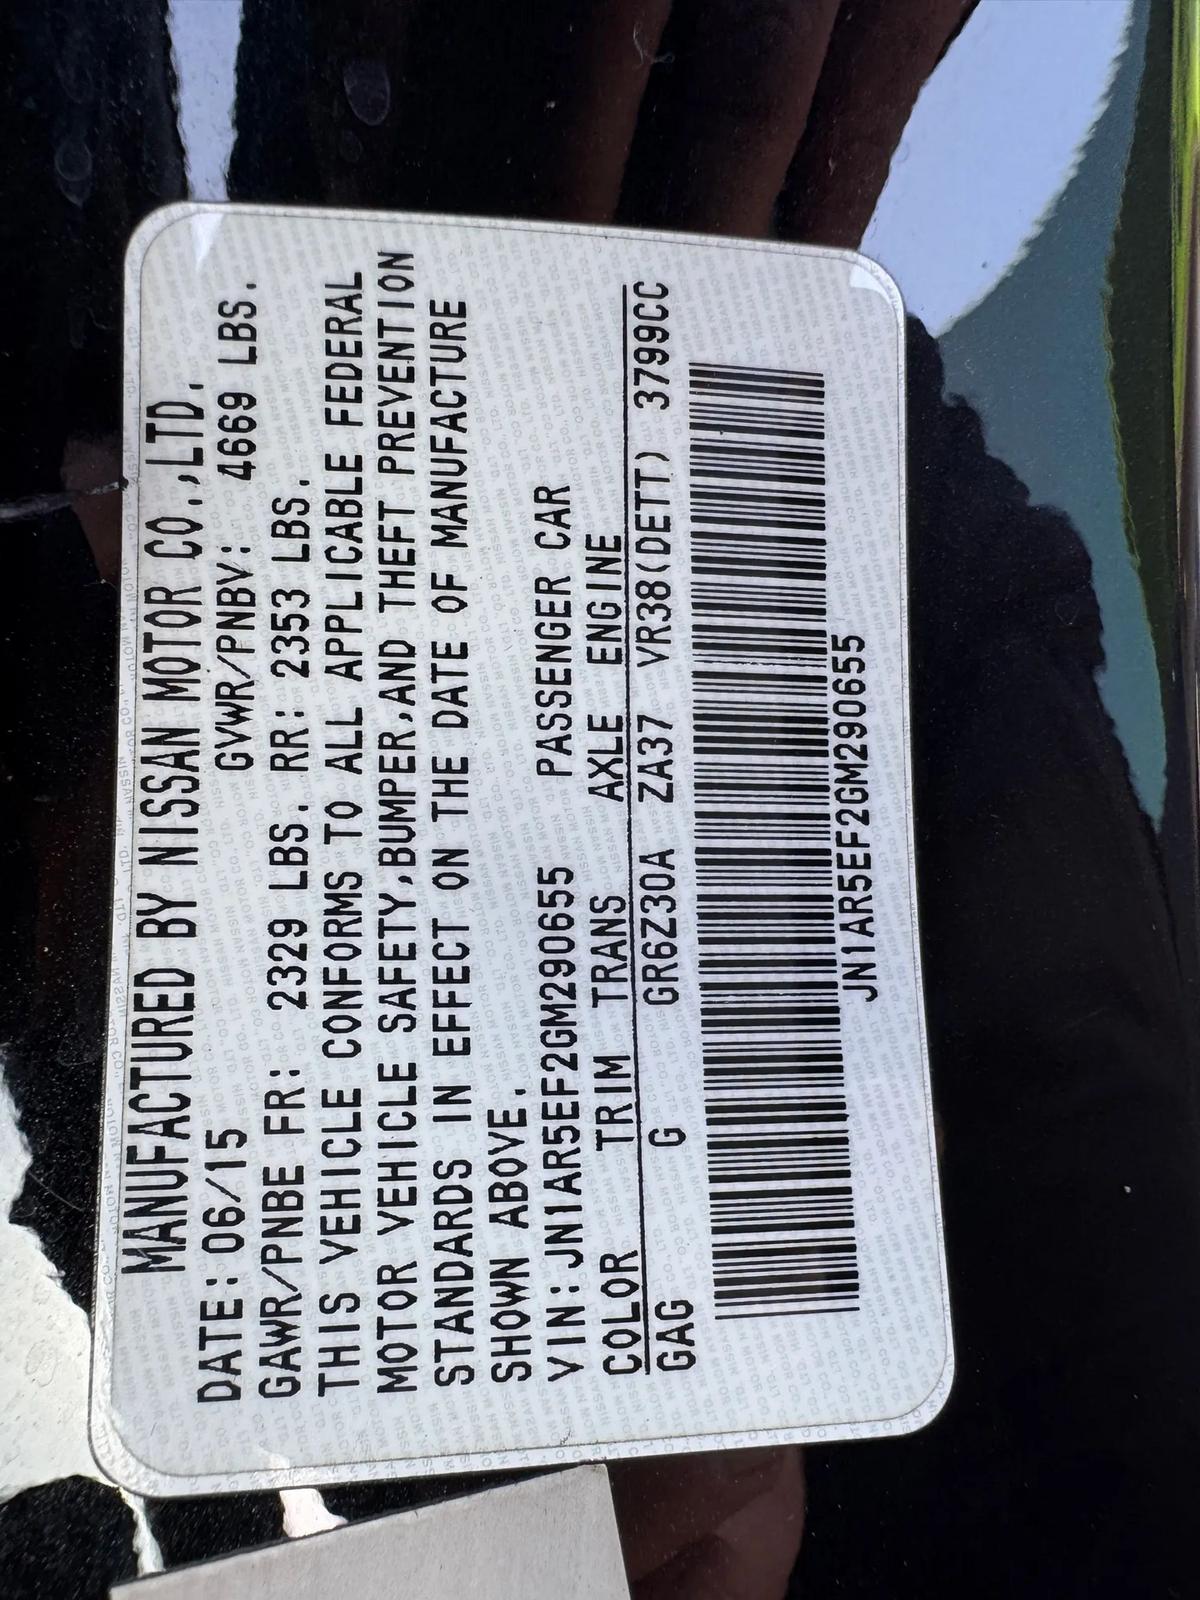 MANUFACTURED BY NISSAN MOTOR CO.,LTD.
DATE: 06/15 GVWR/PNBV: 4669 LBS.
GAWR/PNBE FR: 2329 LBS. RR: 2353 LBS.
THIS VEHICLE CONFORMS TO ALL APPLICABLE FEDERAL
MOTOR VEHICLE SAFETY,BUMPER,AND THEFT PREVENTION
STANDARDS IN EFFECT ON THE DATE OF MANUFACTURE
SHOWN ABOVE.
VIN:JN1AR5EF2GM290655 PASSENGER CAR
COLOR TRIM TRANS AXLE ENGINE
GAG G GR6Z30A ZA37 VR38(DETT) 3799CC
JN1AR5EF2GM290655